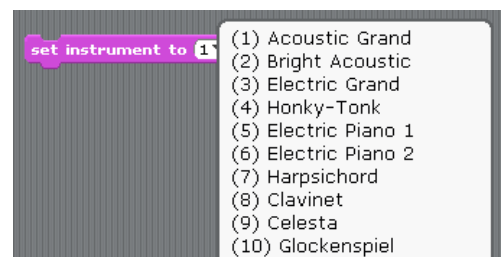 set instrument to 1
(1) Acoustic Grand
(2) Bright Acoustic
(3) Electric Grand
(4) Honky-Tonk
(5) Electric Piano 1
(6) Electric Piano 2
(7) Harpsichord
(8) Clavinet
(9) Celesta
(10) Glockenspiel